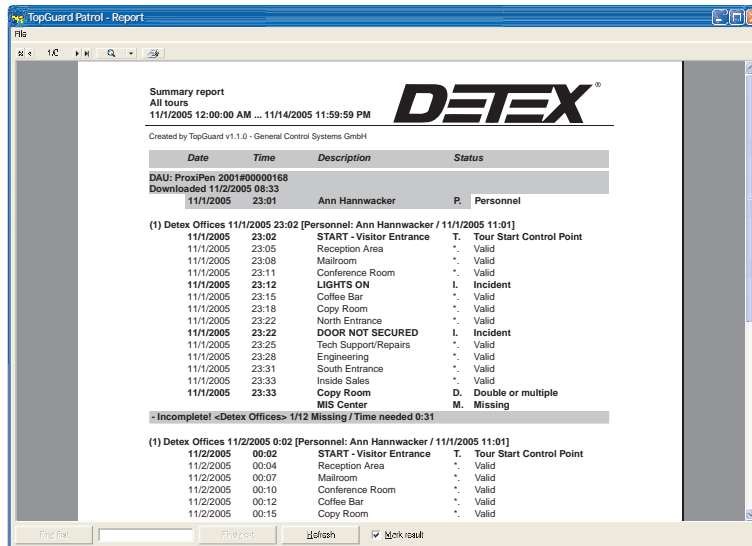 TopGuard Patrol - Report
File
Summary report
All tours
11/1/2005 12:00:00 AM ... 11/14/2005 11:59:59 PM
DETEX®
Created by TopGuard v1.1.0 - General Control Systems GmbH
Date Time Description Status
DAU: ProxiPen 2001#00000168
Downloaded 11/2/2005 08:33
11/1/2005 23:01 Ann Hannwacker P. Personnel
(1) Detex Offices 11/1/2005 23:02 [Personnel: Ann Hannwacker / 11/1/2005 11:01]
11/1/2005 23:02 START - Visitor Entrance T. Tour Start Control Point
11/1/2005 23:05 Reception Area *. Valid
11/1/2005 23:08 Mailroom *. Valid
11/1/2005 23:11 Conference Room *. Valid
11/1/2005 23:12 LIGHTS ON I. Incident
11/1/2005 23:15 Coffee Bar *. Valid
11/1/2005 23:18 Copy Room *. Valid
11/1/2005 23:22 North Entrance *. Valid
11/1/2005 23:22 DOOR NOT SECURED I. Incident
11/1/2005 23:25 Tech Support/Repairs *. Valid
11/1/2005 23:28 Engineering *. Valid
11/1/2005 23:31 South Entrance *. Valid
11/1/2005 23:33 Inside Sales *. Valid
11/1/2005 23:33 Copy Room D. Double or multiple
MIS Center M. Missing
- Incomplete! <Detex Offices> 1/12 Missing / Time needed 0:31
(1) Detex Offices 11/2/2005 0:02 [Personnel: Ann Hannwacker / 11/1/2005 11:01]
11/2/2005 00:02 START - Visitor Entrance T. Tour Start Control Point
11/2/2005 00:04 Reception Area *. Valid
11/2/2005 00:07 Mailroom *. Valid
11/2/2005 00:10 Conference Room *. Valid
11/2/2005 00:12 Coffee Bar *. Valid
11/2/2005 00:15 Copy Room *. Valid
Find first Find next Refresh Mark result